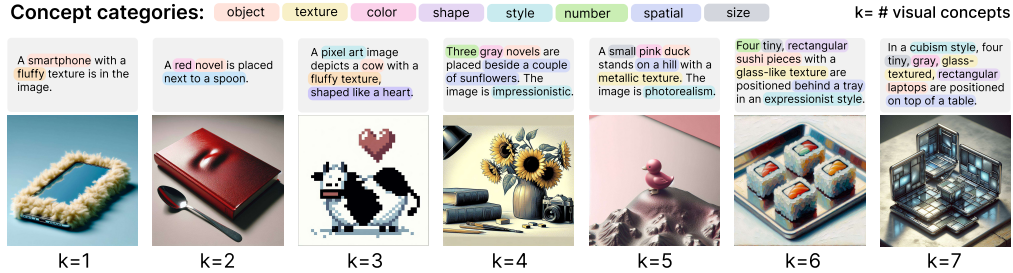 Concept categories: object texture color shape style number spatial size k= # visual concepts
A smartphone with a
fluffy texture is in the
image.
A red novel is placed
next to a spoon.
A pixel art image
depicts a cow with a
fluffy texture,
shaped like a heart.
Three gray novels are
placed beside a couple
of sunflowers. The
image is impressionistic.
A small pink duck
stands on a hill with a
metallic texture. The
image is photorealism.
Four tiny, rectangular
sushi pieces with a
glass-like texture are
positioned behind a tray
in an expressionist style.
In a cubism style, four
tiny, gray, glass-
textured, rectangular
laptops are positioned
on top of a table.
k=1 k=2 k=3 k=4 k=5 k=6 k=7